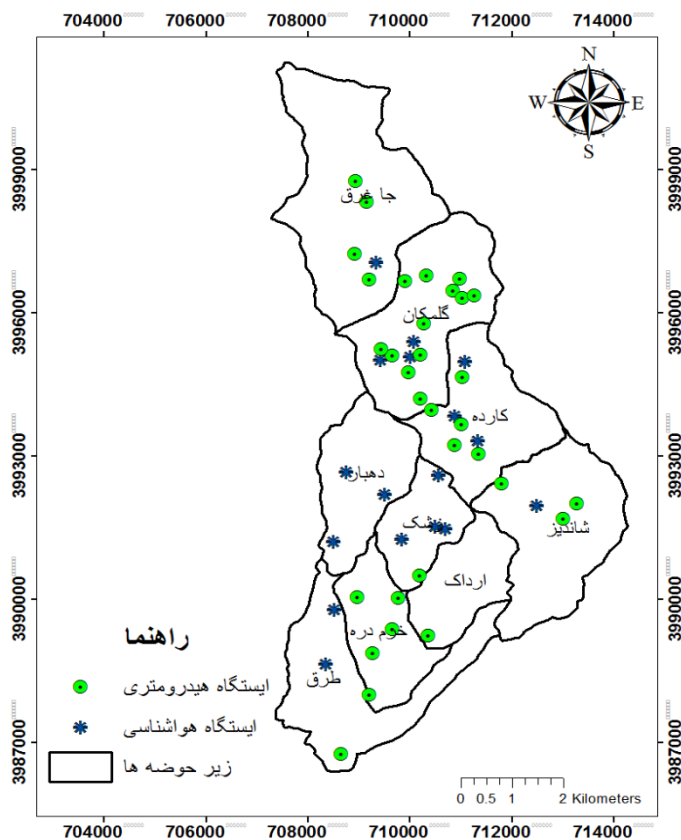 704000 706000 708000 710000 712000 714000
N
W E
S
3999000 3999000
جا غرق
3996000 3996000
گلمکان
کارده
3993000 3993000
دهبار
شاندیز
ارداک
3990000 3990000
راهنما
خوم دره
ایستگاه هیدرومتری
طرق
ایستگاه هواشناسی
3987000 3987000
زیر حوضه ها
0 0.5 1 2 Kilometers
704000 706000 708000 710000 712000 714000